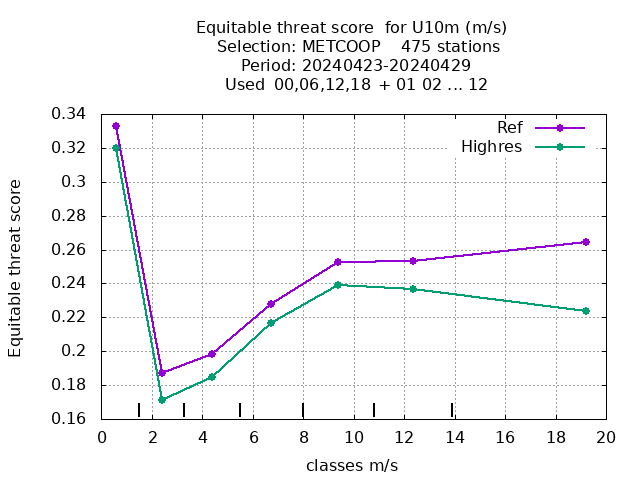 Equitable threat score  for U10m (m/s)
Selection: METCOOP    475 stations
Period: 20240423-20240429
Used  00,06,12,18  + 01 02 ... 12
Ref
Highres
0.34
0.32
0.3
0.28
0.26
0.24
0.22
0.2
0.18
0.16
Equitable threat score
0 2 4 6 8 10 12 14 16 18 20
classes m/s